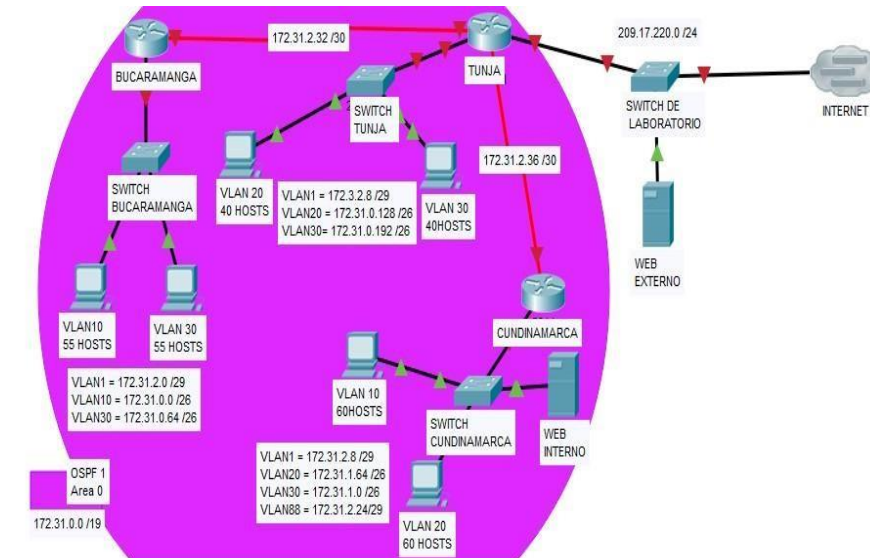 172.31.2.32 /30
209.17.220.0 /24
BUCARAMANGA
TUNJA
INTERNET
SWITCH
TUNJA
SWITCH DE
LABORATORIO
172.31.2.36 /30
SWITCH
BUCARAMANGA
VLAN 20
40 HOSTS
VLAN1 = 172.3.2.8 /29
VLAN20 = 172.31.0.128 /26
VLAN30= 172.31.0.192 /26
VLAN 30
40HOSTS
WEB
EXTERNO
VLAN10
55 HOSTS
VLAN 30
55 HOSTS
CUNDINAMARCA
VLAN1 = 172.31.2.0 /29
VLAN10 = 172.31.0.0 /26
VLAN30 = 172.31.0.64 /26
VLAN 10
60HOSTS
SWITCH
CUNDINAMARCA
WEB
INTERNO
VLAN1 = 172.31.2.8 /29
VLAN20 = 172.31.1.64 /26
VLAN30 = 172.31.1.0 /26
VLAN88 = 172.31.2.24/29
OSPF 1
Area 0
172.31.0.0 /19
VLAN 20
60 HOSTS